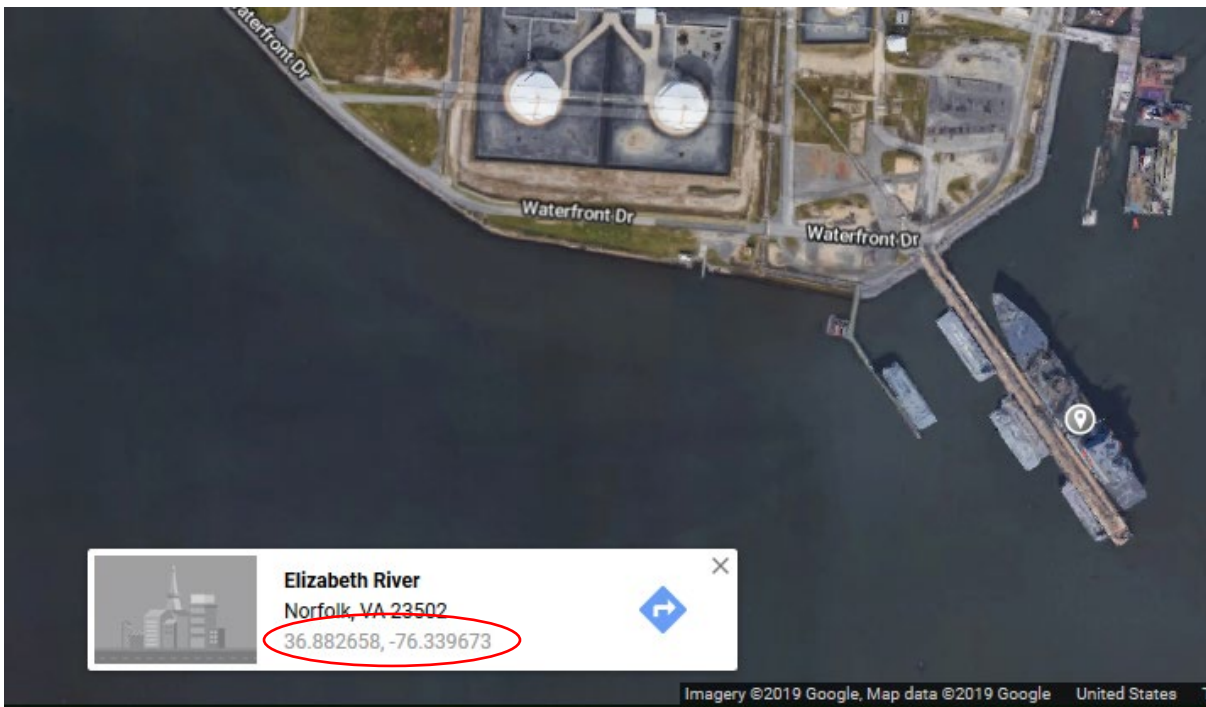 aterfront Dr
Waterfront Dr
Waterfront Dr
Elizabeth River
Norfolk, VA 23502
36.882658, -76.339673
Imagery ©2019 Google, Map data ©2019 Google United States T